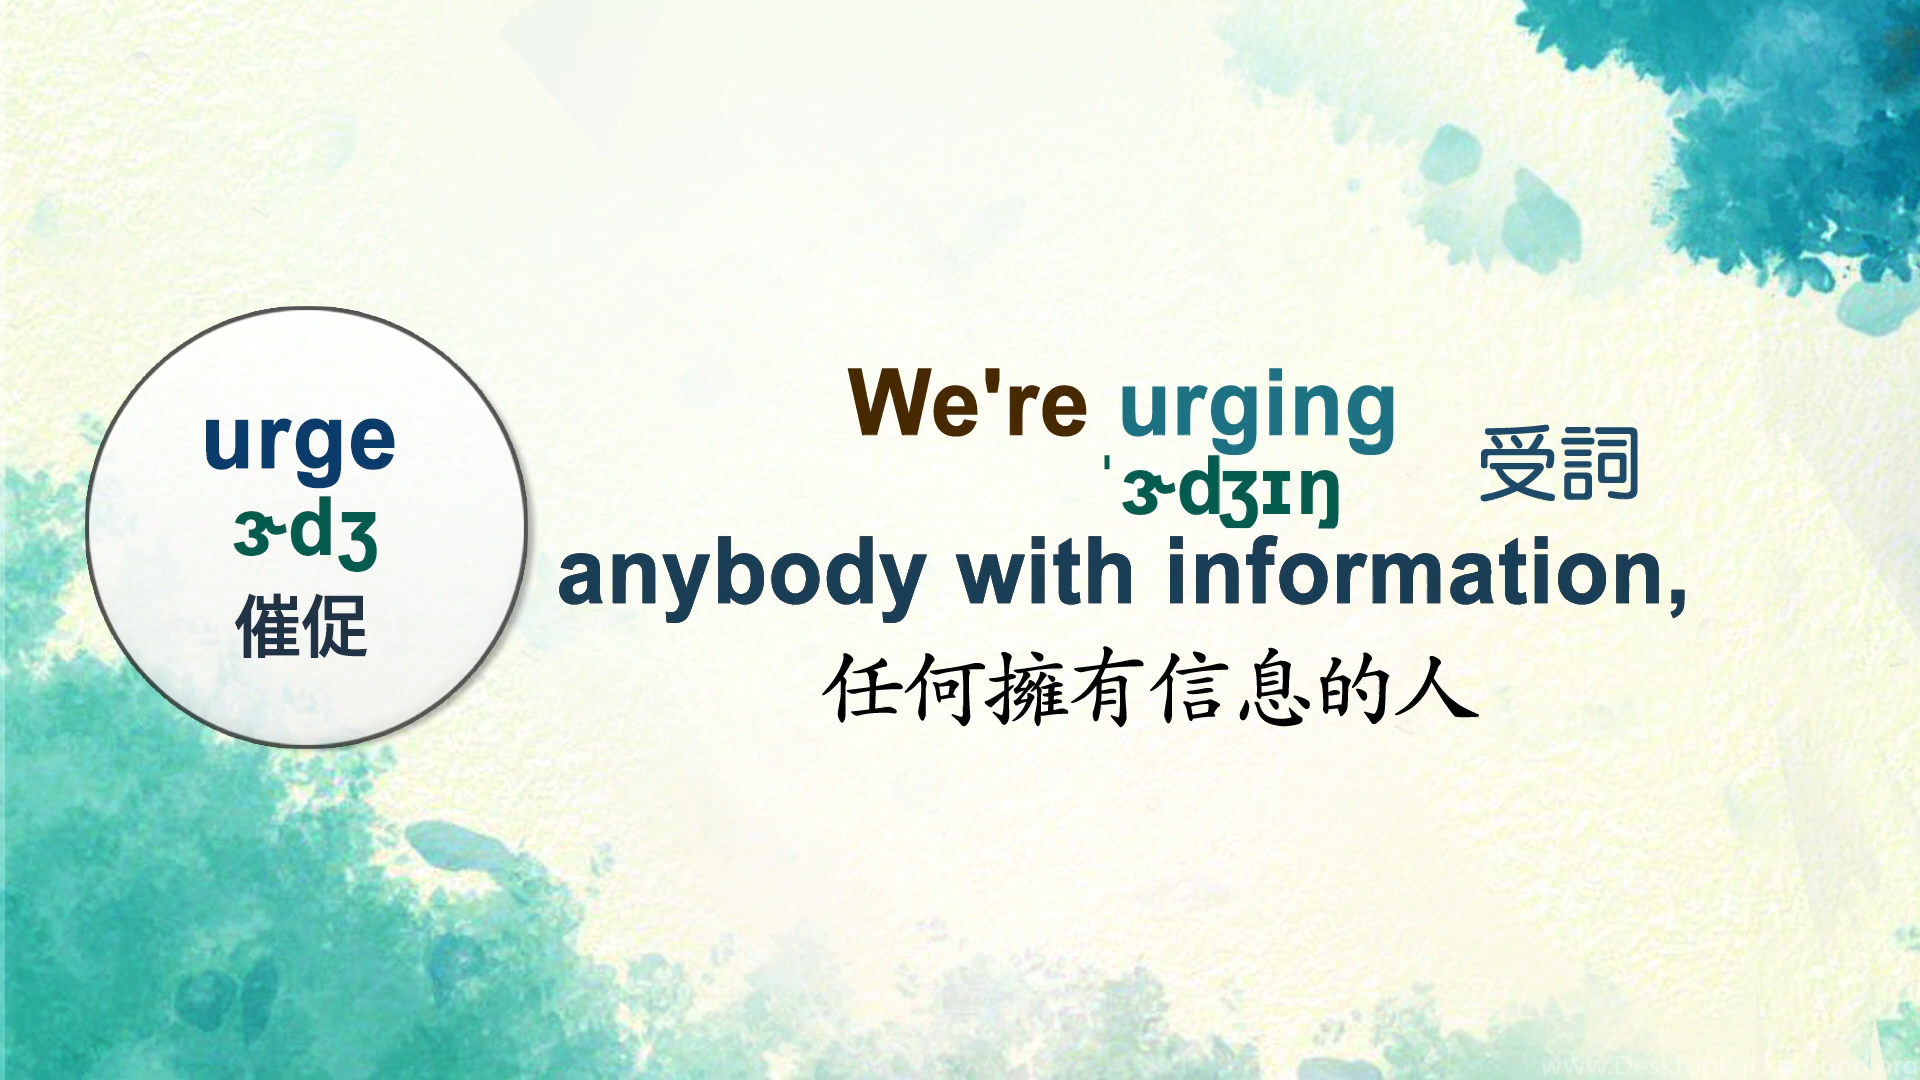 urge
ɝdʒ
催促
We're urging
ˈɝdʒɪŋ
受詞
anybody with information,
任何擁有信息的人